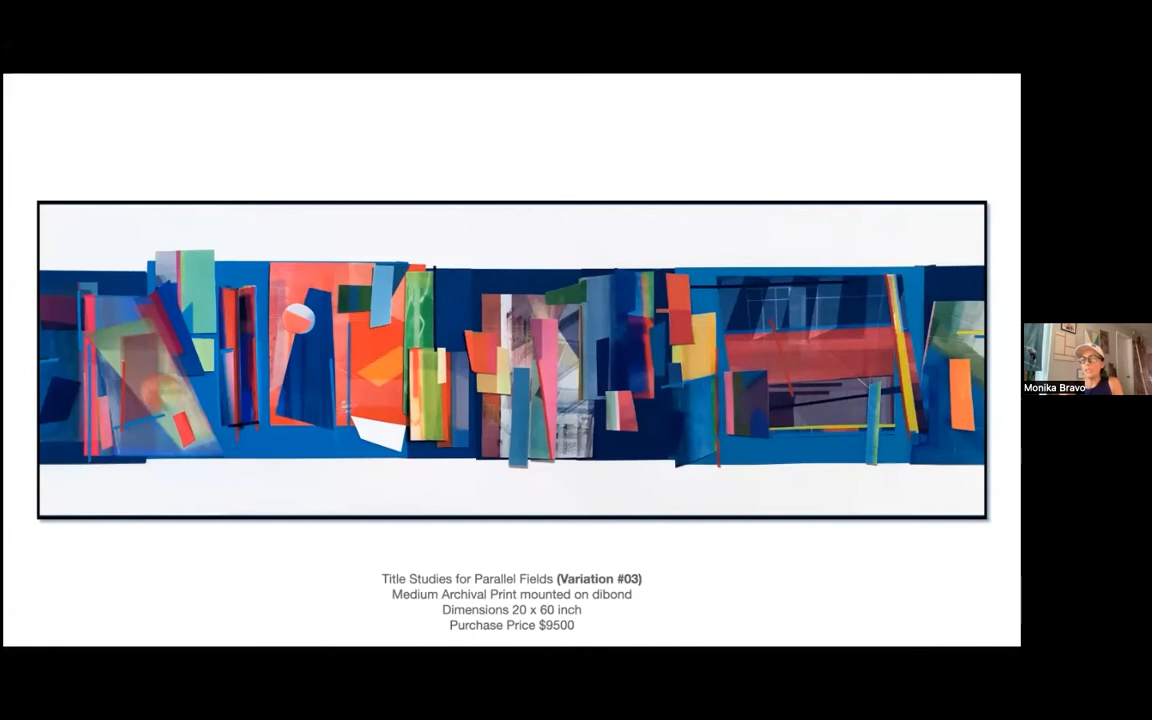 Title Studies for Parallel Fields (Variation #03)
Medium Archival Print mounted on dibond
Dimensions 20 x 60 inch
Purchase Price $9500
Monika Bravo